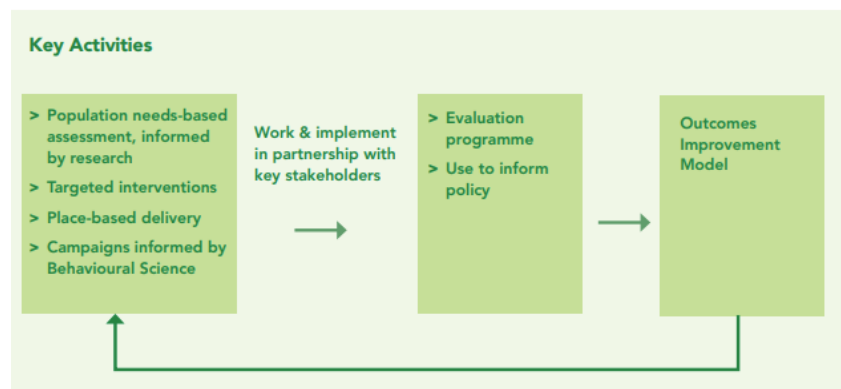 Key Activities
> Population needs-based
assessment, informed
by research
> Targeted interventions
> Place-based delivery
> Campaigns informed by
Behavioural Science
Work & implement
in partnership with
key stakeholders
> Evaluation
programme
> Use to inform
policy
Outcomes
Improvement
Model